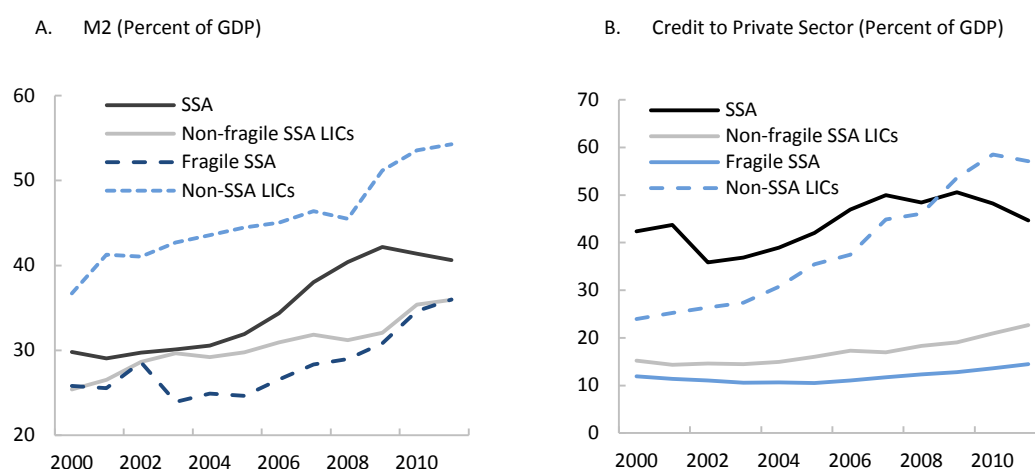 A. M2 (Percent of GDP)
60
50
40
30
20
2000 2002 2004 2006 2008 2010
SSA
Non-fragile SSA LICs
Fragile SSA
Non-SSA LICs
B. Credit to Private Sector (Percent of GDP)
70
60
50
40
30
20
10
0
2000 2002 2004 2006 2008 2010
SSA
Non-fragile SSA LICs
Fragile SSA
Non-SSA LICs